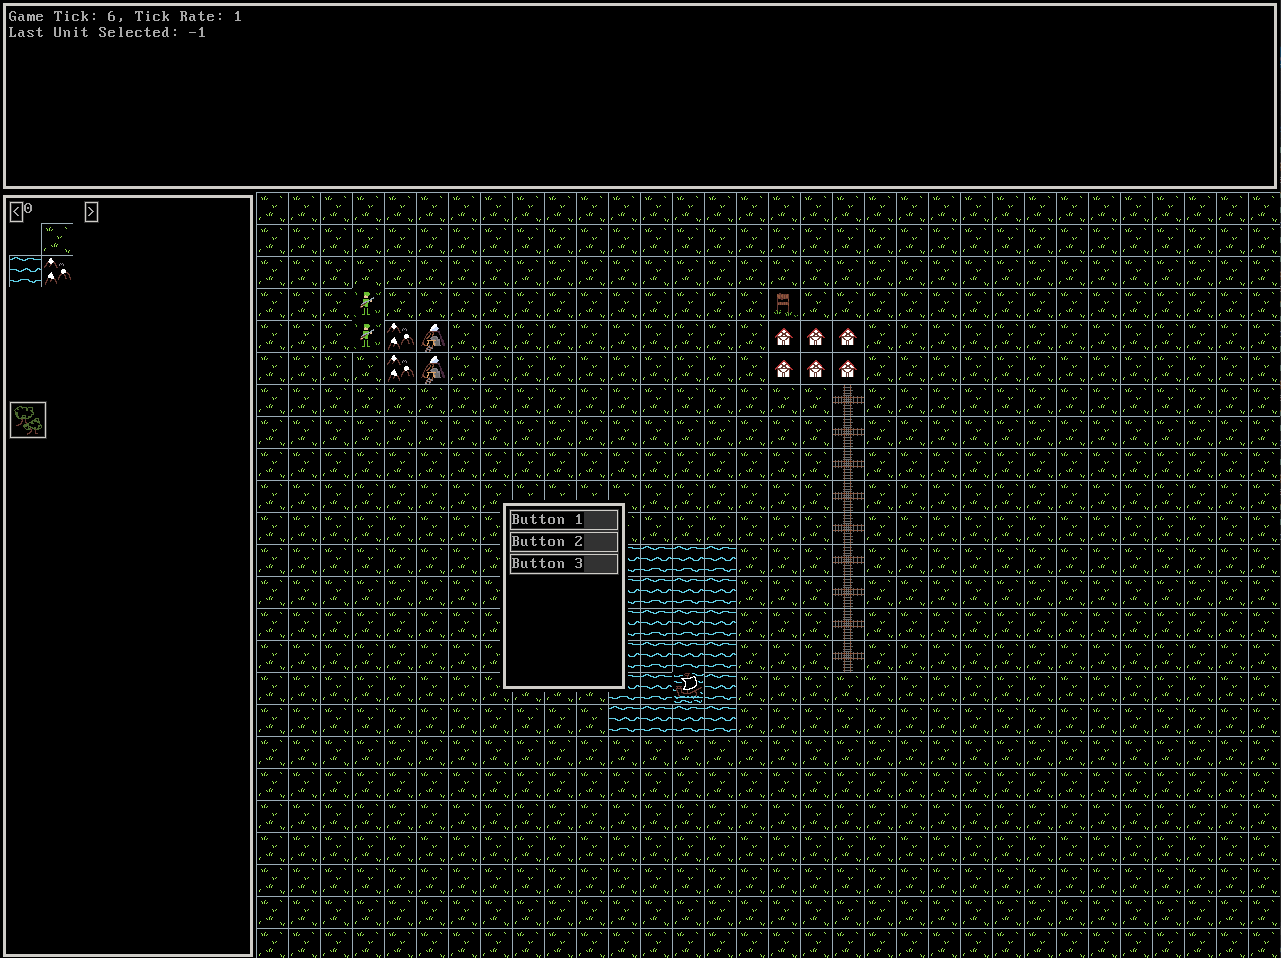 Game Tick: 6, Tick Rate: 1
Last Unit Selected: -1
<0 >
Button 1
Button 2
Button 3